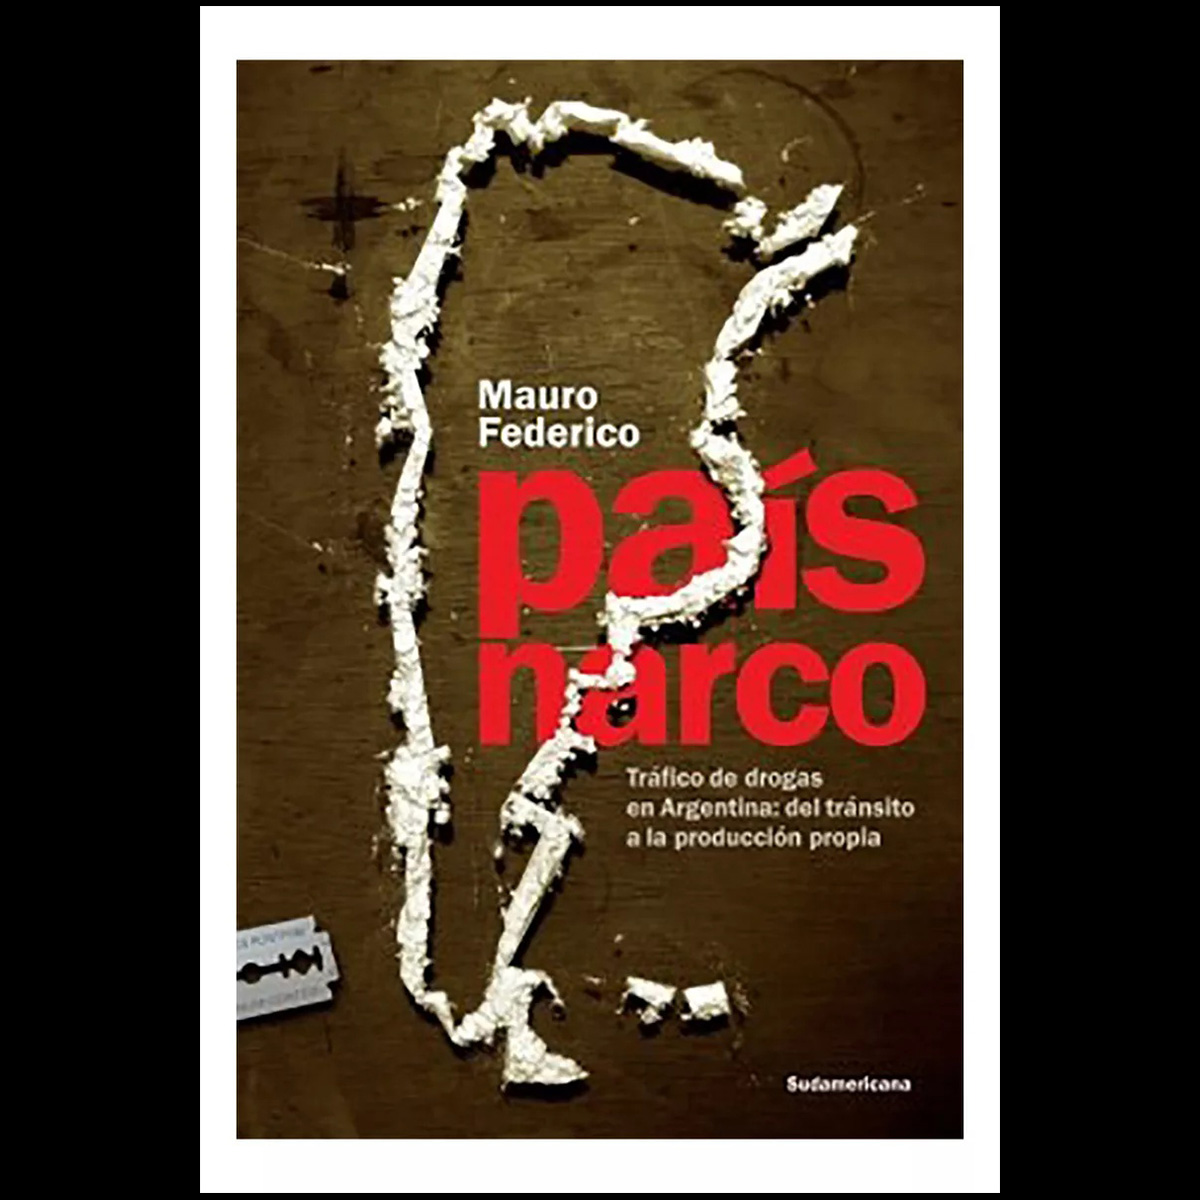 Mauro
Federico
país
narco
Tráfico de drogas
en Argentina: del tránsito
a la producción propia
Sudamericana